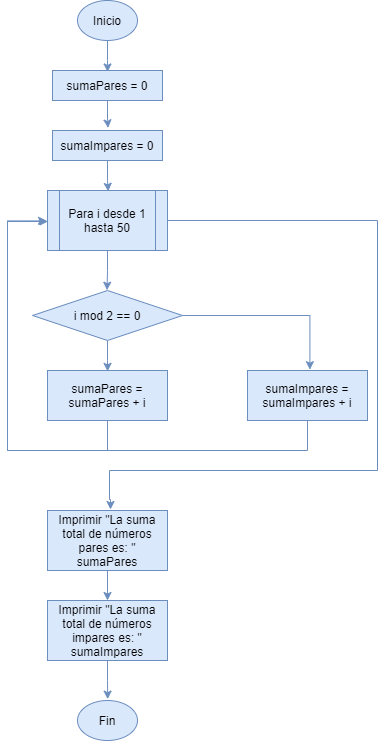 Inicio
sumaPares = 0
sumaImpares = 0
Para i desde 1
hasta 50
i mod 2 == 0
sumaPares =
sumaPares + i
sumaImpares =
sumaImpares + i
Imprimir "La suma
total de números
pares es: "
sumaPares
Imprimir "La suma
total de números
impares es: "
sumaImpares
Fin